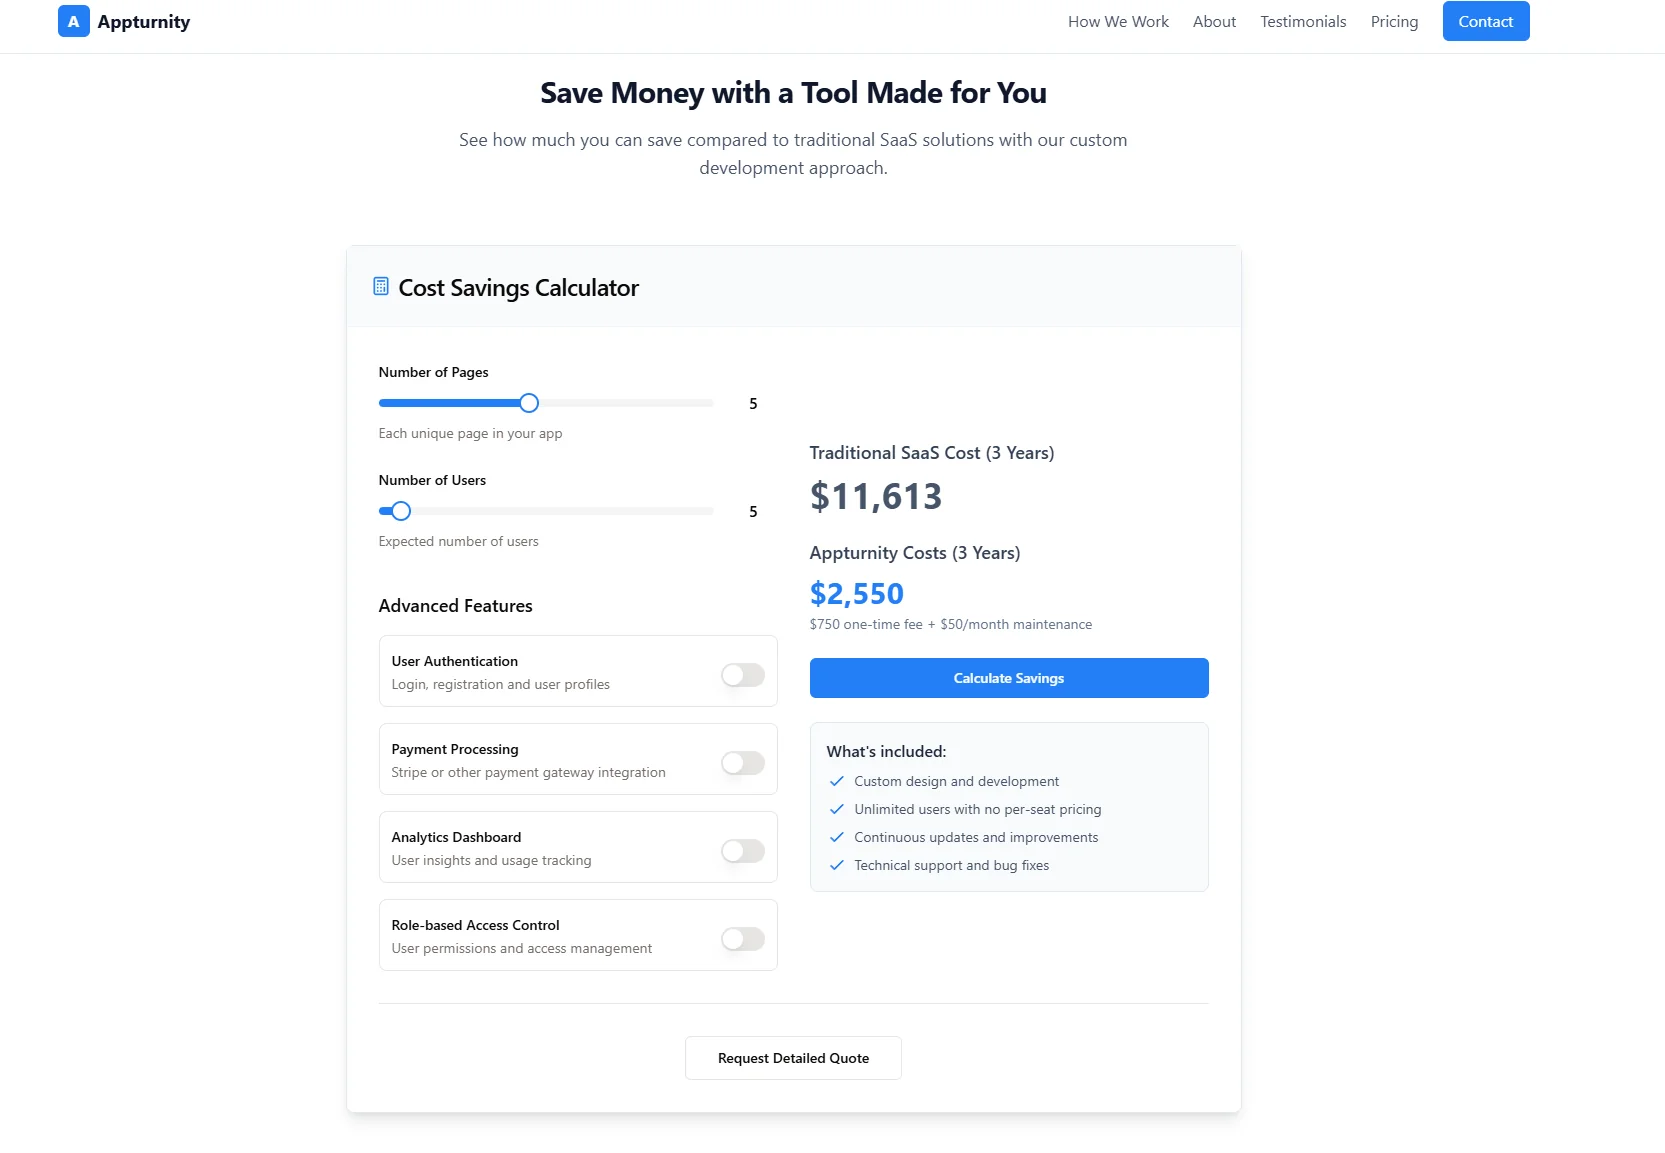 A Appturnity
How We Work
About
Testimonials
Pricing
Contact
Save Money with a Tool Made for You
See how much you can save compared to traditional SaaS solutions with our custom
development approach.
Cost Savings Calculator
Number of Pages
5
Each unique page in your app
Number of Users
5
Expected number of users
Advanced Features
User Authentication
Login, registration and user profiles
Payment Processing
Stripe or other payment gateway integration
Analytics Dashboard
User insights and usage tracking
Role-based Access Control
User permissions and access management
Traditional SaaS Cost (3 Years)
$11,613
Appturnity Costs (3 Years)
$2,550
$750 one-time fee + $50/month maintenance
Calculate Savings
What's included:
Custom design and development
Unlimited users with no per-seat pricing
Continuous updates and improvements
Technical support and bug fixes
Request Detailed Quote